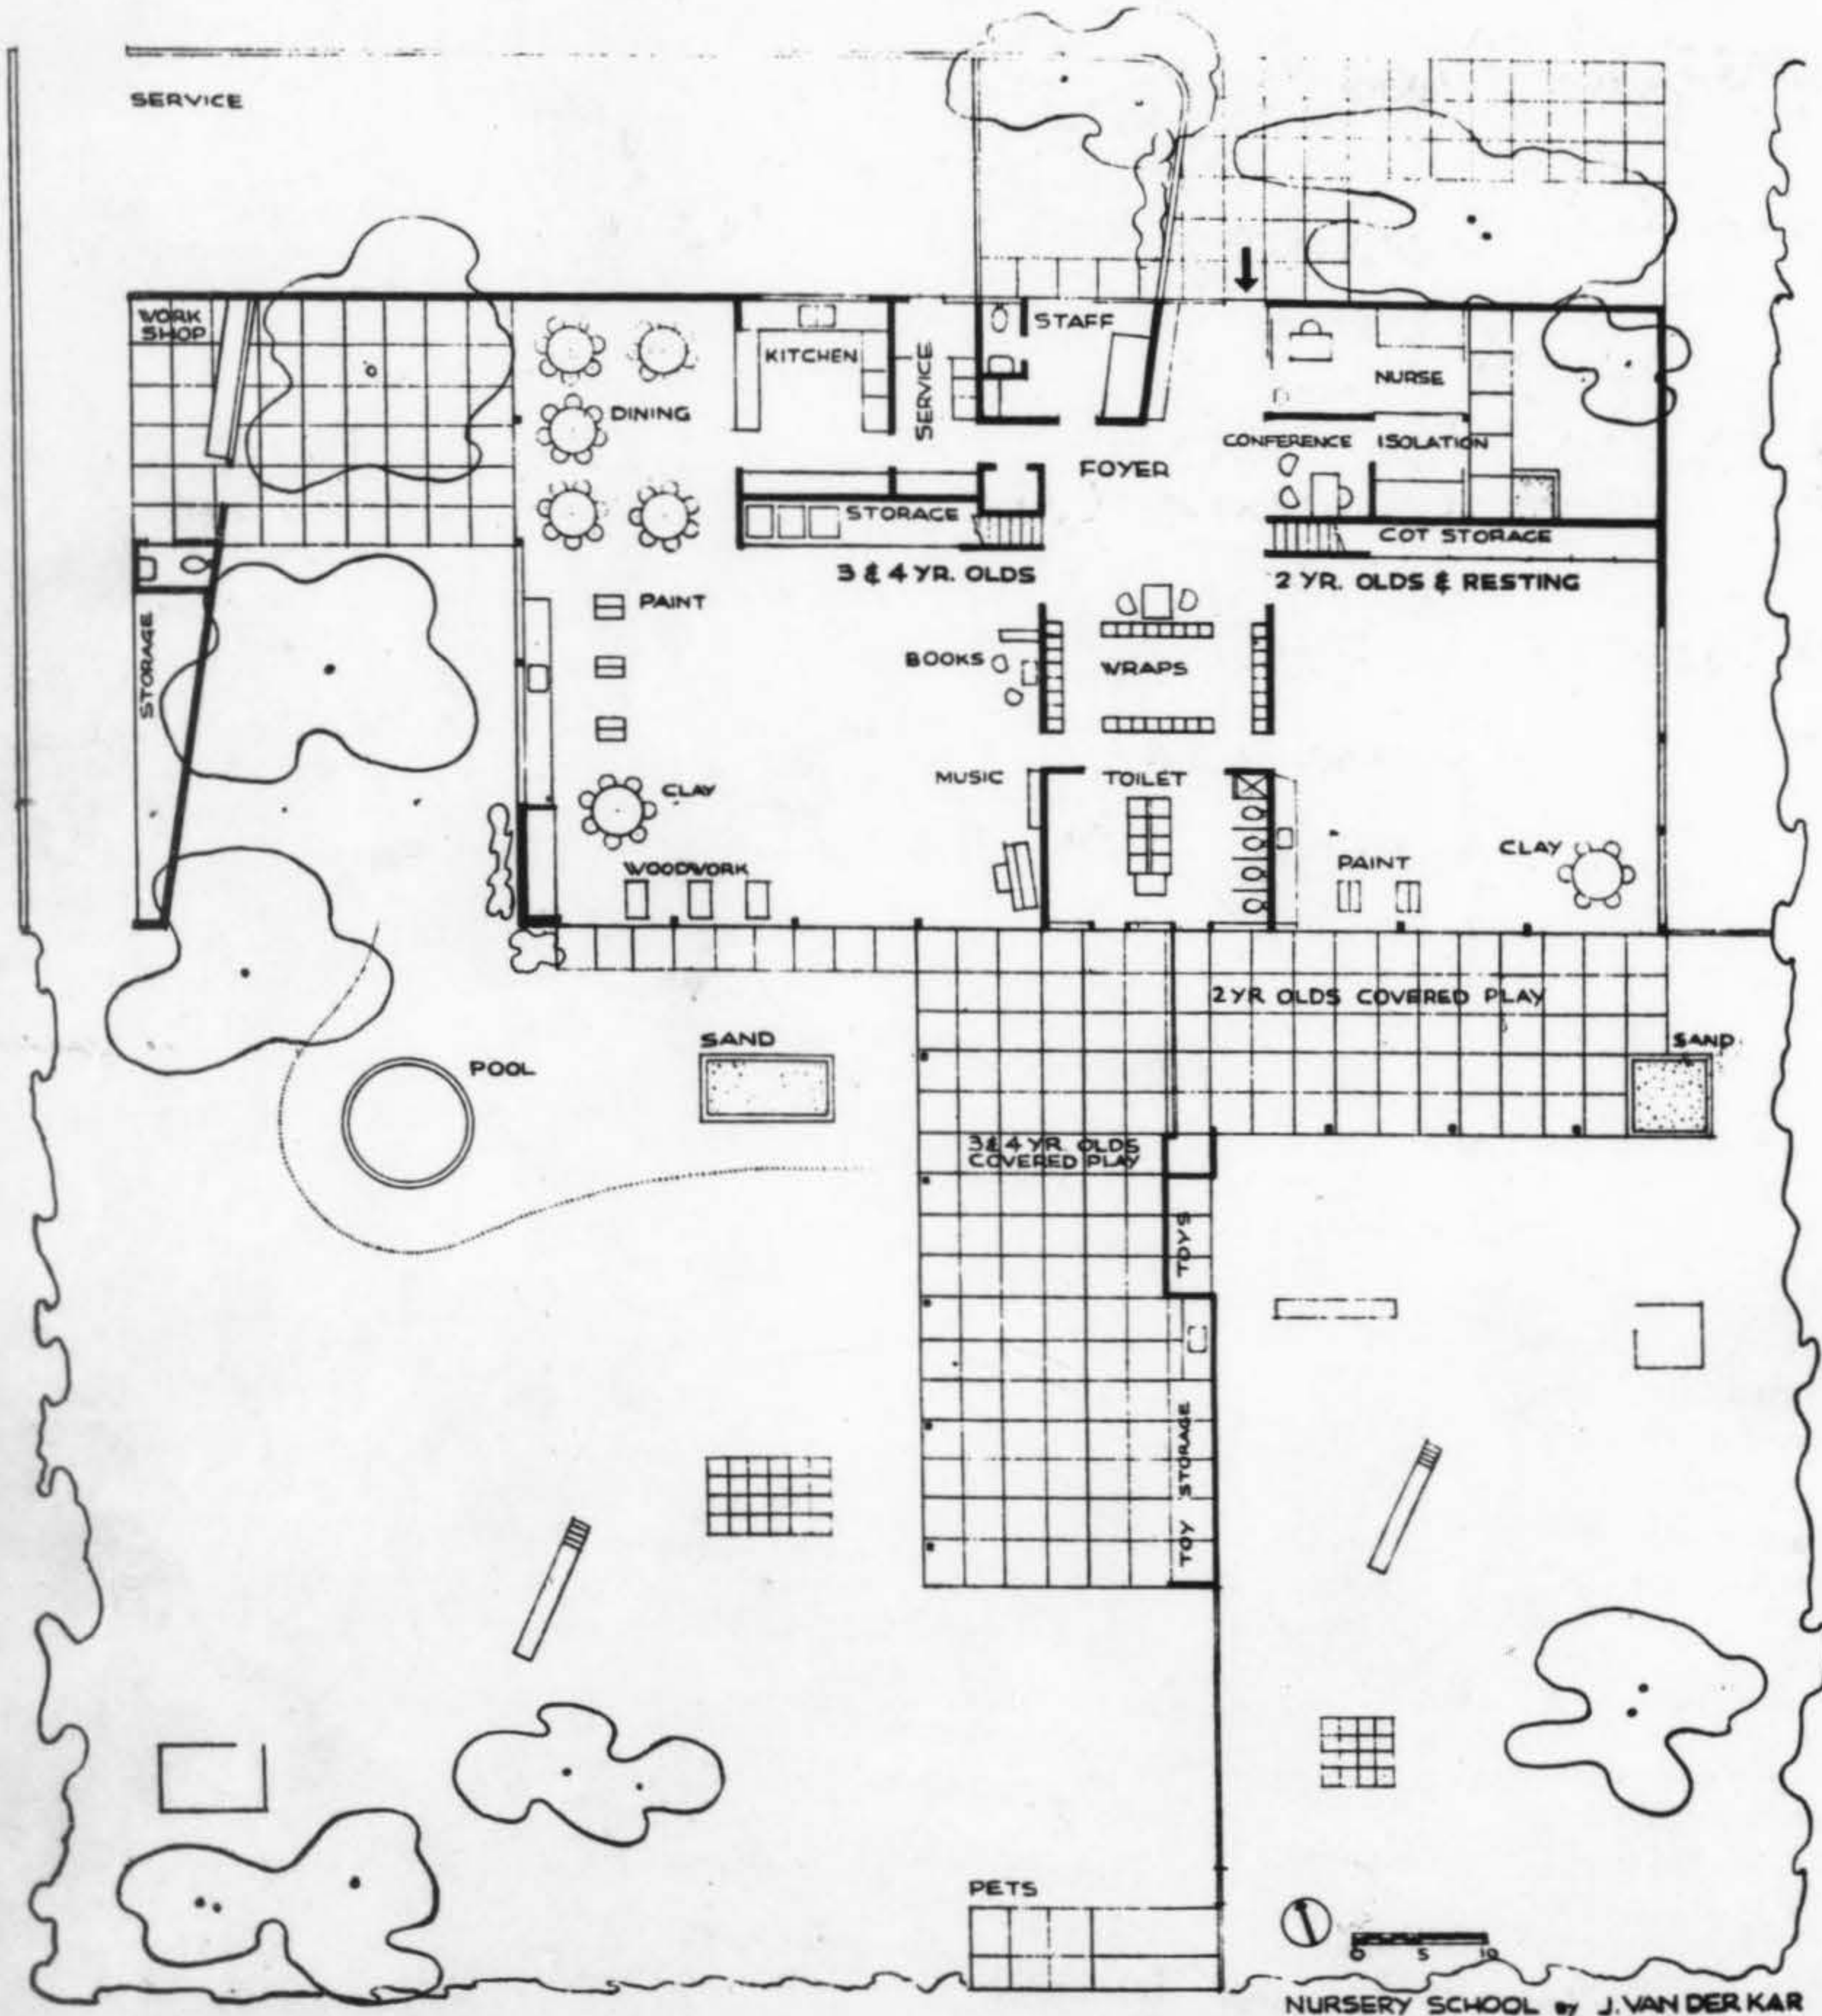 SERVICE
WORK
SHOP
STAFF
KITCHEN
SERVICE
NURSE
DINING
CONFERENCE
ISOLATION
FOYER
STORAGE
COT STORAGE
3 & 4 YR. OLDS
2 YR. OLDS & RESTING
PAINT
STORAGE
BOOKS
WRAPS
MUSIC
TOILET
CLAY
WOODWORK
PAINT
CLAY
2 YR OLDS COVERED PLAY
SAND
SAND
POOL
3 & 4 YR. OLDS
COVERED PLAY
TOYS
TOY STORAGE
PETS
0 5 10
NURSERY SCHOOL BY J. VAN DER KAR